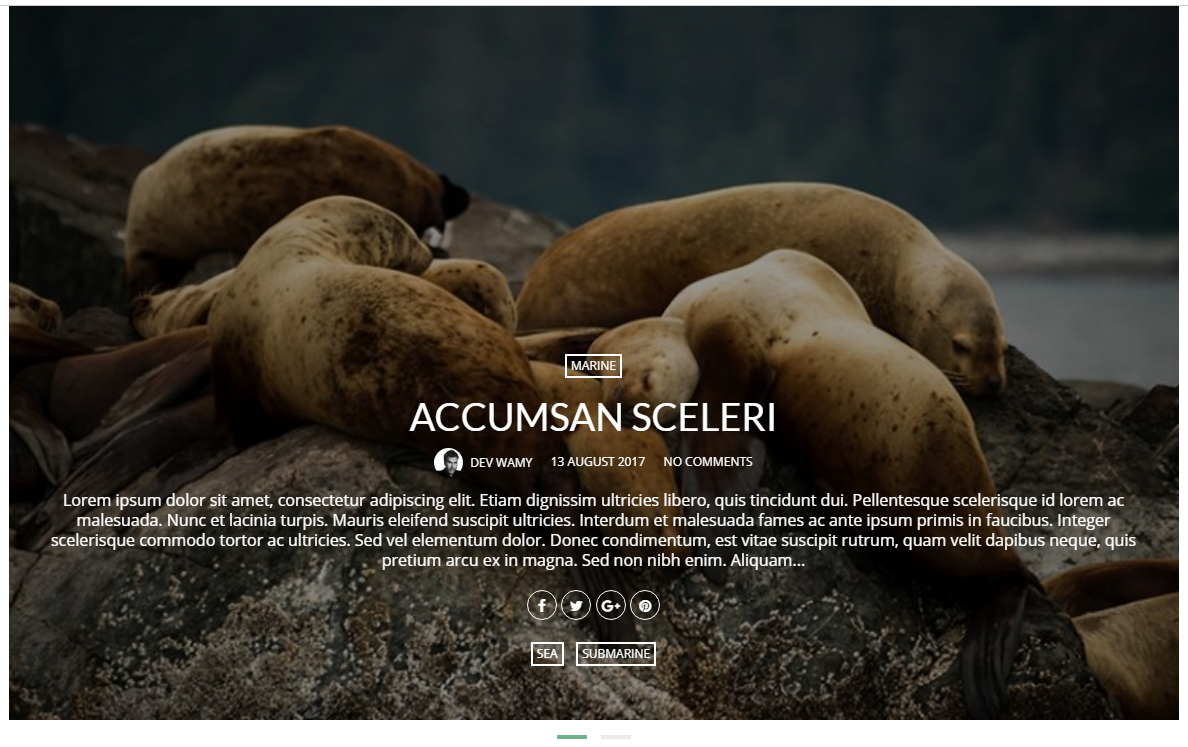 MARINE
ACCUMSAN SCELERI
DEV WAMY 13 AUGUST 2017 NO COMMENTS
Lorem ipsum dolor sit amet, consectetur adipiscing elit. Etiam dignissim ultricies libero, quis tincidunt dui. Pellentesque scelerisque id lorem ac
malesuada. Nunc et lacinia turpis. Mauris eleifend suscipit ultricies. Interdum et malesuada fames ac ante ipsum primis in faucibus. Integer
scelerisque commodo tortor ac ultricies. Sed vel elementum dolor. Donec condimentum, est vitae suscipit rutrum, quam velit dapibus neque, quis
pretium arcu ex in magna. Sed non nibh enim. Aliquam...
SEA SUBMARINE